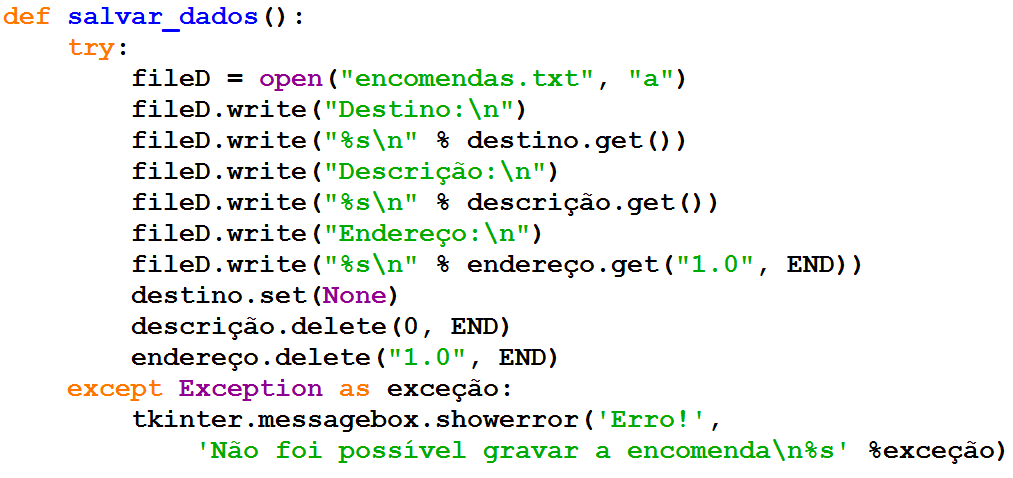 def salvar_dados():
    try:
        fileD = open("encomendas.txt", "a")
        fileD.write("Destino:\n")
        fileD.write("%s\n" % destino.get())
        fileD.write("Descrição:\n")
        fileD.write("%s\n" % descrição.get())
        fileD.write("Endereço:\n")
        fileD.write("%s\n" % endereço.get("1.0", END))
        destino.set(None)
        descrição.delete(0, END)
        endereço.delete("1.0", END)
    except Exception as exceção:
        tkinter.messagebox.showerror('Erro!',
            'Não foi possível gravar a encomenda\n%s' %exceção)